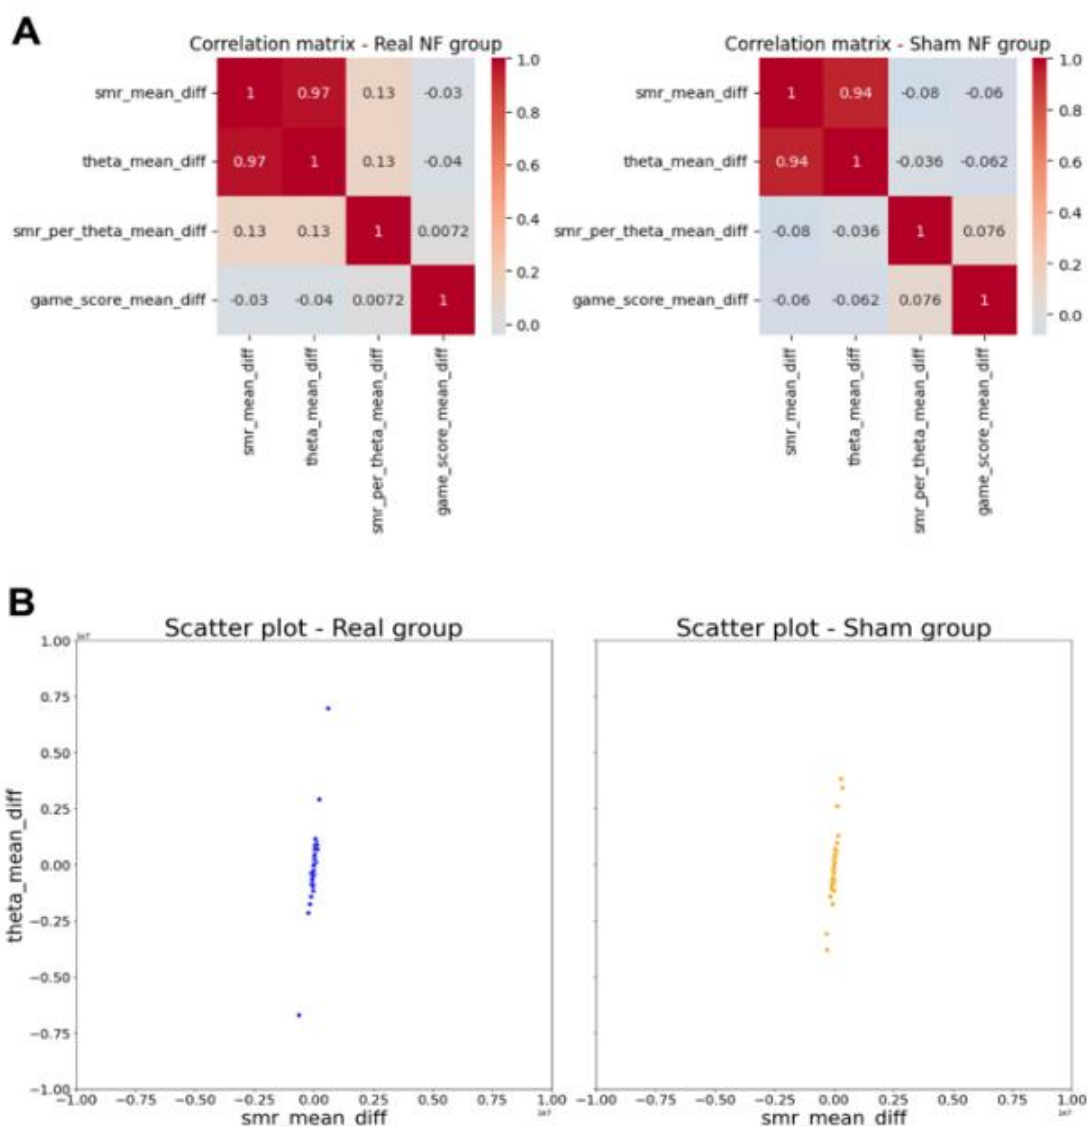 A
Correlation matrix - Real NF group
smr_mean_diff
theta_mean_diff
smr_per_theta_mean_diff
game_score_mean_diff
1 0.97 0.13 -0.03
0.97 1 0.13 -0.04
0.13 0.13 1 0.0072
-0.03 -0.04 0.0072 1
smr_mean_diff
theta_mean_diff
smr_per_theta_mean_diff
game_score_mean_diff
1.0
0.8
0.6
0.4
0.2
0.0
Correlation matrix - Sham NF group
smr_mean_diff
theta_mean_diff
smr_per_theta_mean_diff
game_score_mean_diff
1 0.94 -0.08 -0.06
0.94 1 -0.036 -0.062
-0.08 -0.036 1 0.076
-0.06 -0.062 0.076 1
smr_mean_diff
theta_mean_diff
smr_per_theta_mean_diff
game_score_mean_diff
1.0
0.8
0.6
0.4
0.2
0.0
B
Scatter plot - Real group
1e7
1.00
0.75
0.50
0.25
0.00
−0.25
−0.50
−0.75
−1.00
theta_mean_diff
−1.00 −0.75 −0.50 −0.25 0.00 0.25 0.50 0.75 1.00
1e7
smr_mean_diff
Scatter plot - Sham group
−1.00 −0.75 −0.50 −0.25 0.00 0.25 0.50 0.75 1.00
1e7
smr_mean_diff